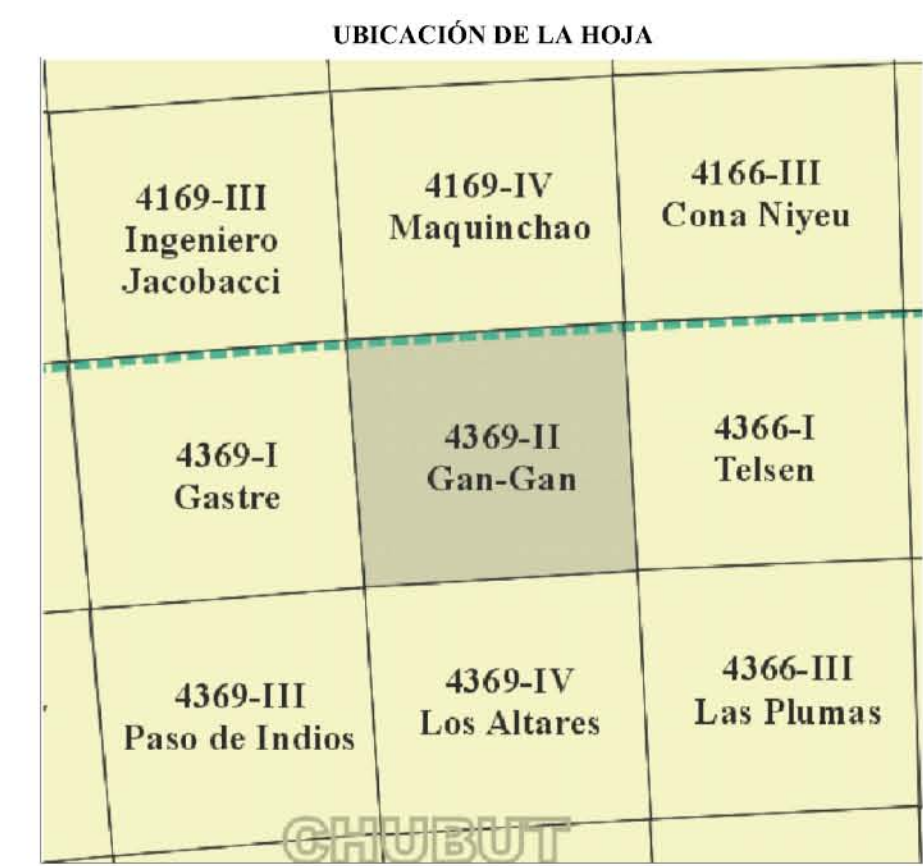 UBICACIÓN DE LA HOJA
4169-III
Ingeniero
Jacobacci
4169-IV
Maquinchao
4166-III
Cona Niyeu
4369-I
Gastre
4369-II
Gan-Gan
4366-I
Telsen
4369-III
Paso de Indios
4369-IV
Los Altares
4366-III
Las Plumas
CHUBUT